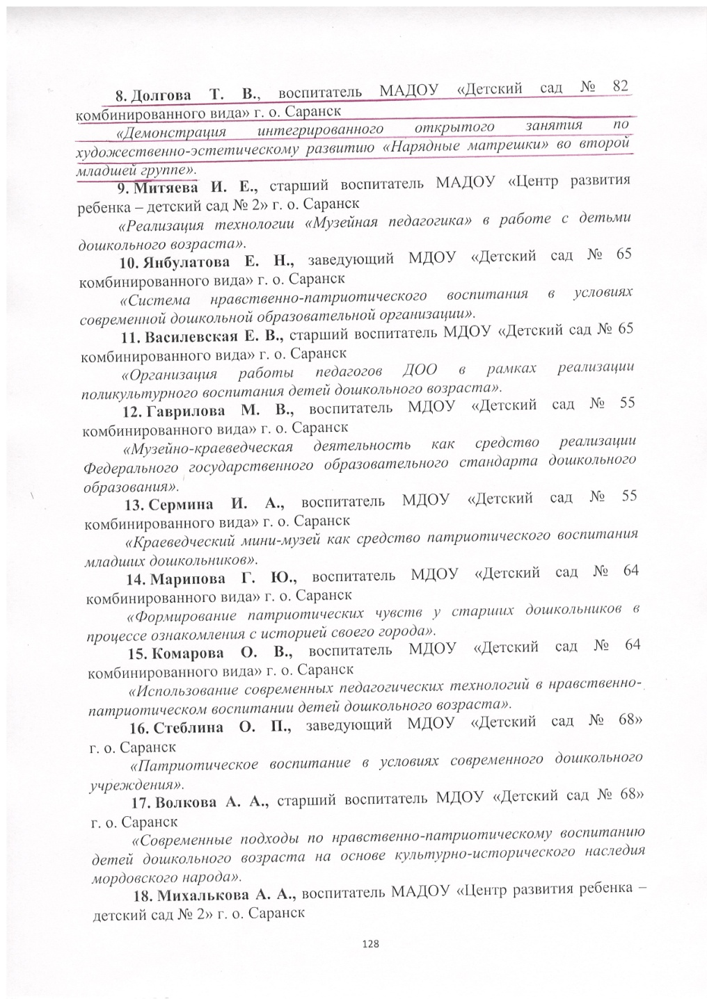 8. Долгова Т. В., воспитатель МАДОУ «Детский сад № 82
комбинированного вида» г. о. Саранск
«Демонстрация интегрированного открытого занятия по
художественно-эстетическому развитию «Нарядные матрешки» во второй
младшей группе».
9. Митяева И. Е., старший воспитатель МАДОУ «Центр развития
ребенка – детский сад № 2» г. о. Саранск
«Реализация технологии «Музейная педагогика» в работе с детьми
дошкольного возраста».
10. Янбулатова Е. Н., заведующий МДОУ «Детский сад № 65
комбинированного вида» г. о. Саранск
«Система нравственно-патриотического воспитания в условиях
современной дошкольной образовательной организации».
11. Василевская Е. В., старший воспитатель МДОУ «Детский сад № 65
комбинированного вида» г. о. Саранск
«Организация работы педагогов ДОО в рамках реализации
поликультурного воспитания детей дошкольного возраста».
12. Гаврилова М. В., воспитатель МДОУ «Детский сад № 55
комбинированного вида» г. о. Саранск
«Музейно-краеведческая деятельность как средство реализации
Федерального государственного образовательного стандарта дошкольного
образования».
13. Сермина И. А., воспитатель МДОУ «Детский сад № 55
комбинированного вида» г. о. Саранск
«Краеведческий мини-музей как средство патриотического воспитания
младших дошкольников».
14. Марипова Г. Ю., воспитатель МДОУ «Детский сад № 64
комбинированного вида» г. о. Саранск
«Формирование патриотических чувств у старших дошкольников в
процессе ознакомления с историей своего города».
15. Комарова О. В., воспитатель МДОУ «Детский сад № 64
комбинированного вида» г. о. Саранск
«Использование современных педагогических технологий в нравственно-
патриотическом воспитании детей дошкольного возраста».
16. Стеблина О. П., заведующий МДОУ «Детский сад № 68»
г. о. Саранск
«Патриотическое воспитание в условиях современного дошкольного
учреждения».
17. Волкова А. А., старший воспитатель МДОУ «Детский сад № 68»
г. о. Саранск
«Современные подходы по нравственно-патриотическому воспитанию
детей дошкольного возраста на основе культурно-исторического наследия
мордовского народа».
18. Михалькова А. А., воспитатель МАДОУ «Центр развития ребенка –
детский сад № 2» г. о. Саранск
128